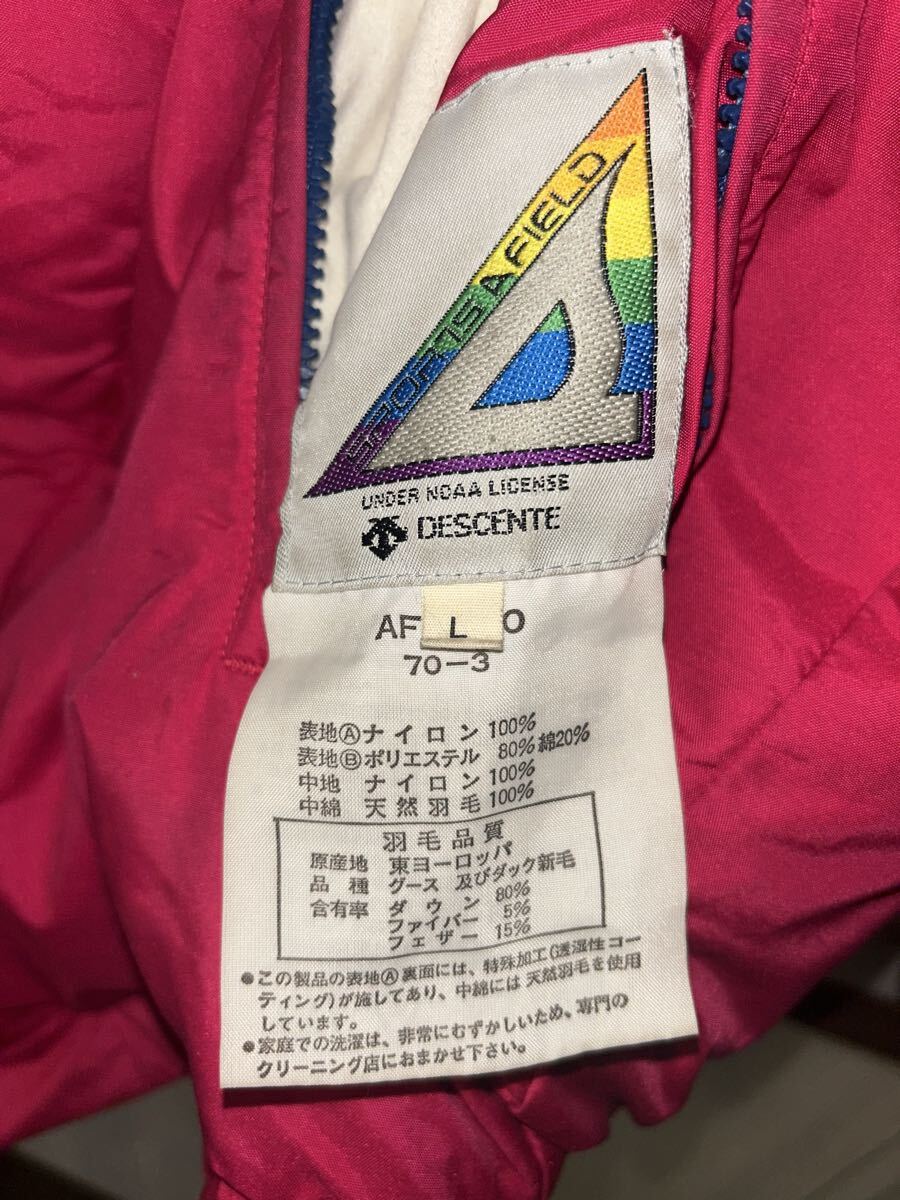 SPORTS AFIELD
UNDER NCAA LICENSE
DESCENTE
AF L O
70-3
表地Ⓐナイロン 100%
表地Ⓑポリエステル 80% 綿20%
中地 ナイロン 100%
中綿 天然羽毛 100%
羽毛品質
原産地 東ヨーロッパ
品種 グース 及びダック新毛
含有率 ダウン 80%
ファイバー 5%
フェザー 15%
●この製品の表地Ⓐ裏面には、特殊加工(透湿性コー
ティング)が施してあり、中綿には天然羽毛を使用
しています。
●家庭での洗濯は、非常にむずかしいため、専門の
クリーニング店におまかせ下さい。